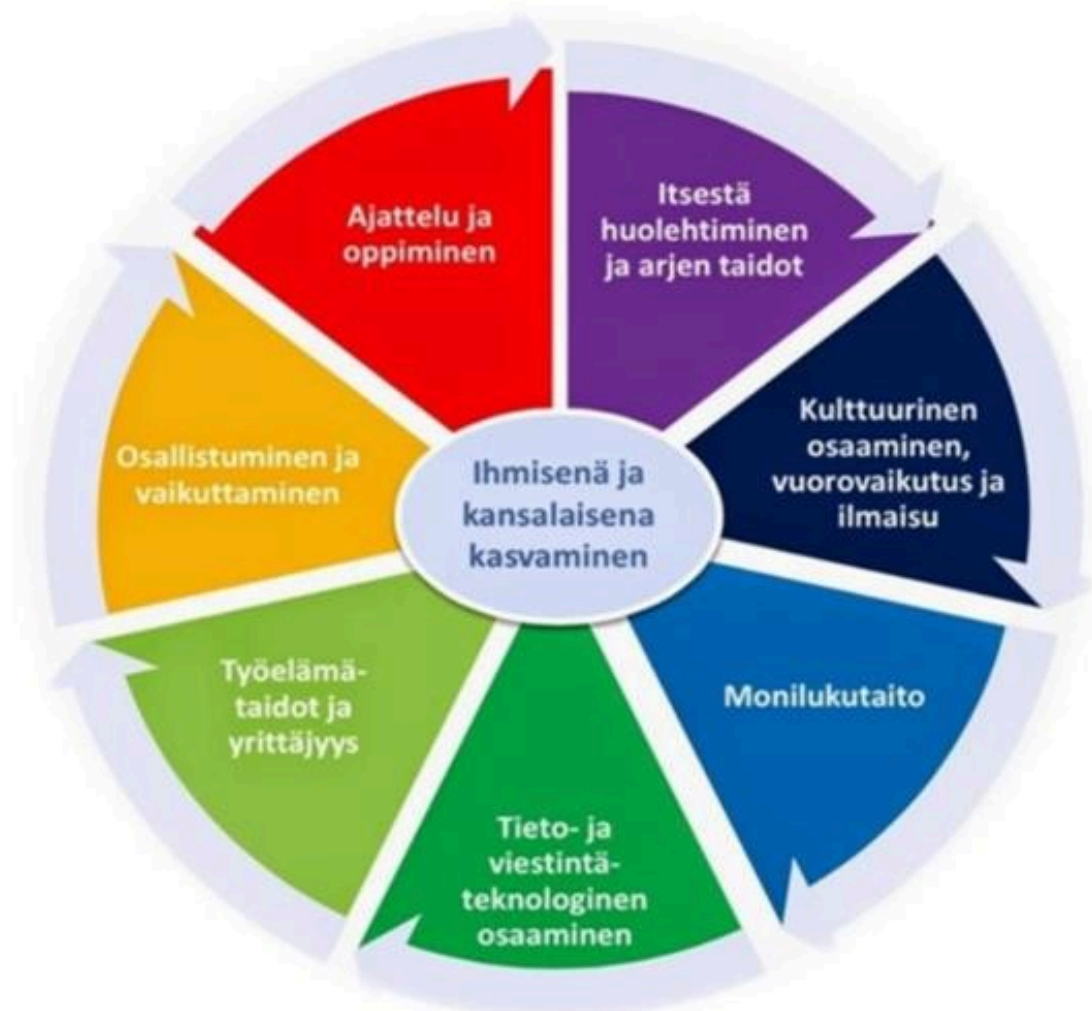 Ajattelu ja
oppiminen
Itsestä
huolehtiminen
ja arjen taidot
Kulttuurinen
osaaminen,
vuorovaikutus ja
ilmaisu
Monilukutaito
Tieto- ja
viestintä-
teknologinen
osaaminen
Työelämä-
taidot ja
yrittäjyys
Osallistuminen ja
vaikuttaminen
Ihmisenä ja
kansalaisena
kasvaminen